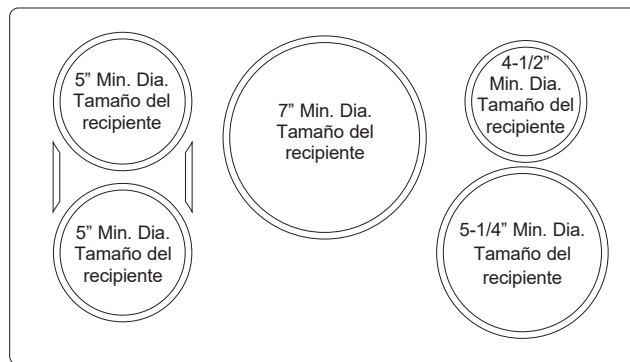 5” Min. Dia.
Tamaño del
recipiente
5” Min. Dia.
Tamaño del
recipiente
7” Min. Dia.
Tamaño del
recipiente
4-1/2”
Min. Dia.
Tamaño del
recipiente
5-1/4” Min. Dia.
Tamaño del
recipiente